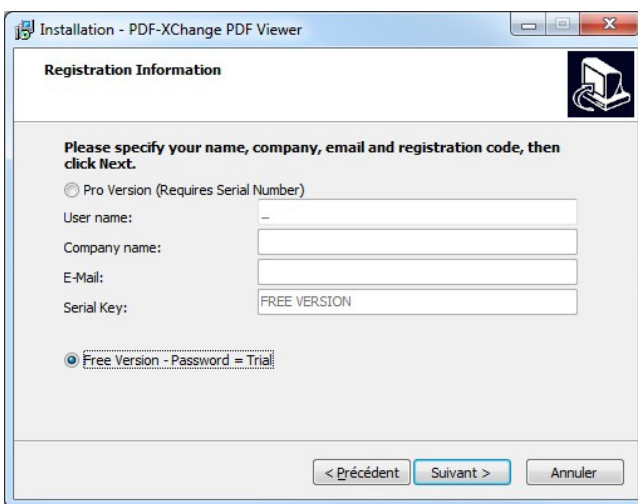 Installation - PDF-XChange PDF Viewer
Registration Information
Please specify your name, company, email and registration code, then
click Next.
Pro Version (Requires Serial Number)
User name: _
Company name:
E-Mail:
Serial Key: FREE VERSION
Free Version - Password = Trial
< Précédent Suivant > Annuler